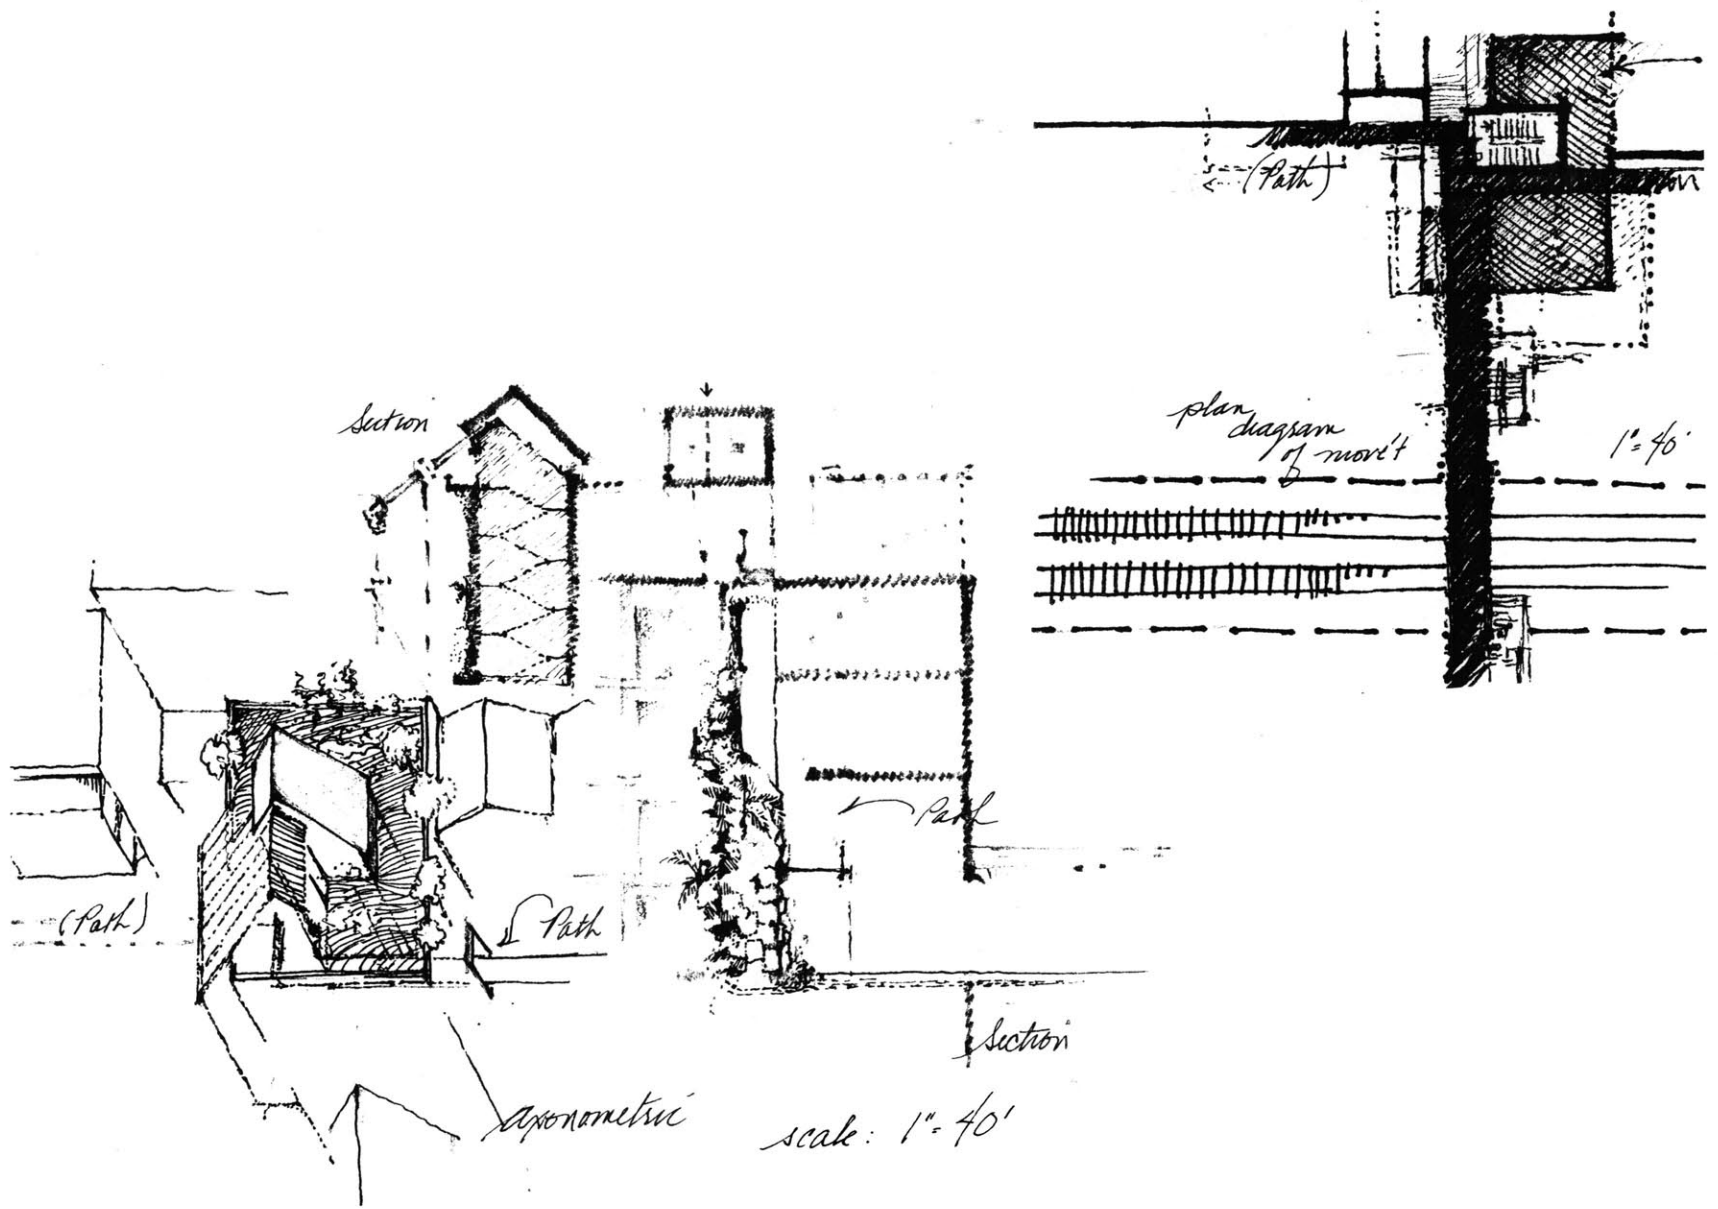 (Path)
Section
plan
diagram
of mov't
1"=40'
Path
(Path)
Path
Section
axonometric
scale: 1"=40'